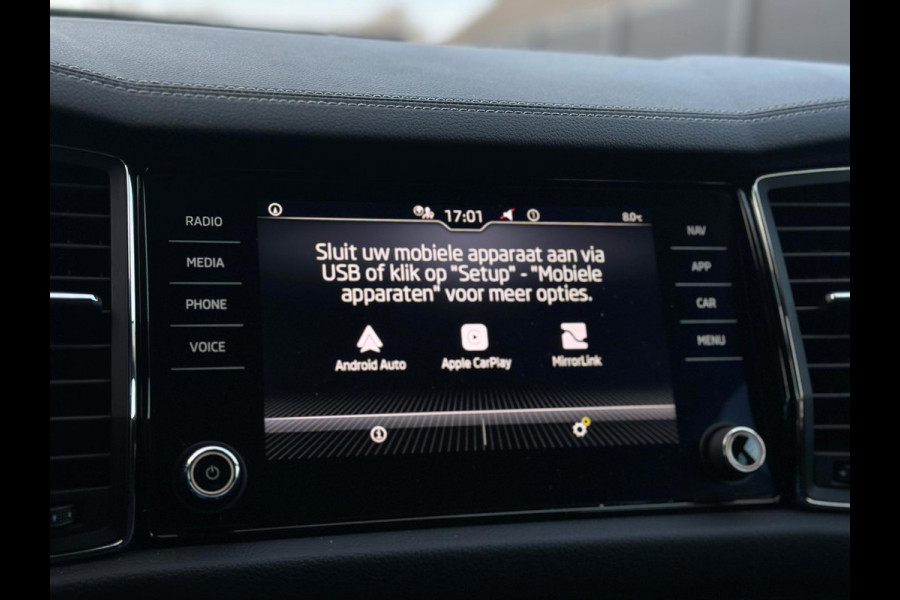 17:01
8.0°C
RADIO
MEDIA
PHONE
VOICE
Sluit uw mobiele apparaat aan via
USB of klik op "Setup" - "Mobiele
apparaten" voor meer opties.
Android Auto
Apple CarPlay
MirrorLink
NAV
APP
CAR
MENU